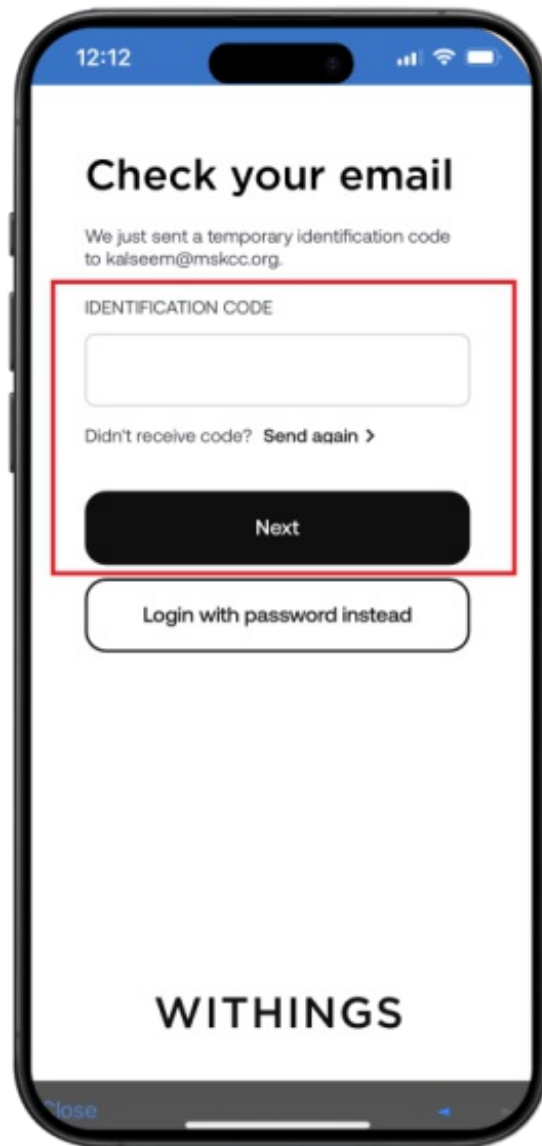 12:12
Check your email
We just sent a temporary identification code
to kalseem@mskcc.org.
IDENTIFICATION CODE
Didn't receive code? Send again >
Next
Login with password instead
WITHINGS
Close